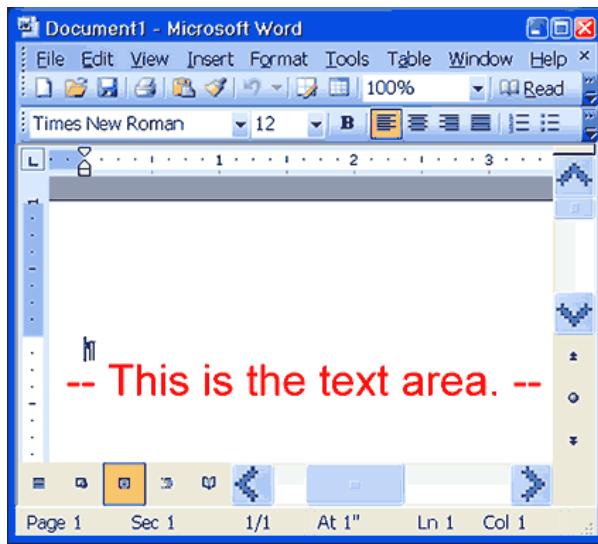 Document1 - Microsoft Word
File Edit View Insert Format Tools Table Window Help
100% Read
Times New Roman 12 B
L 1 2 3
1
¶
-- This is the text area. --
Page 1 Sec 1 1/1 At 1" Ln 1 Col 1